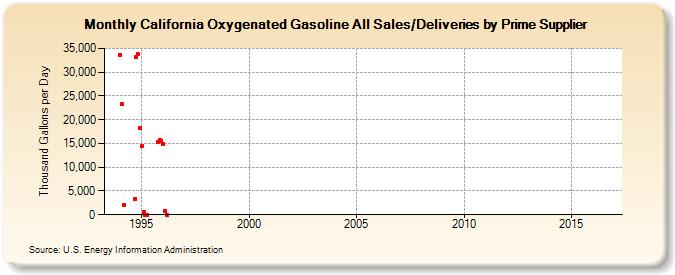 Monthly California Oxygenated Gasoline All Sales/Deliveries by Prime Supplier
Thousand Gallons per Day
35,000
30,000
25,000
20,000
15,000
10,000
5,000
0
1995 2000 2005 2010 2015
Source: U.S. Energy Information Administration